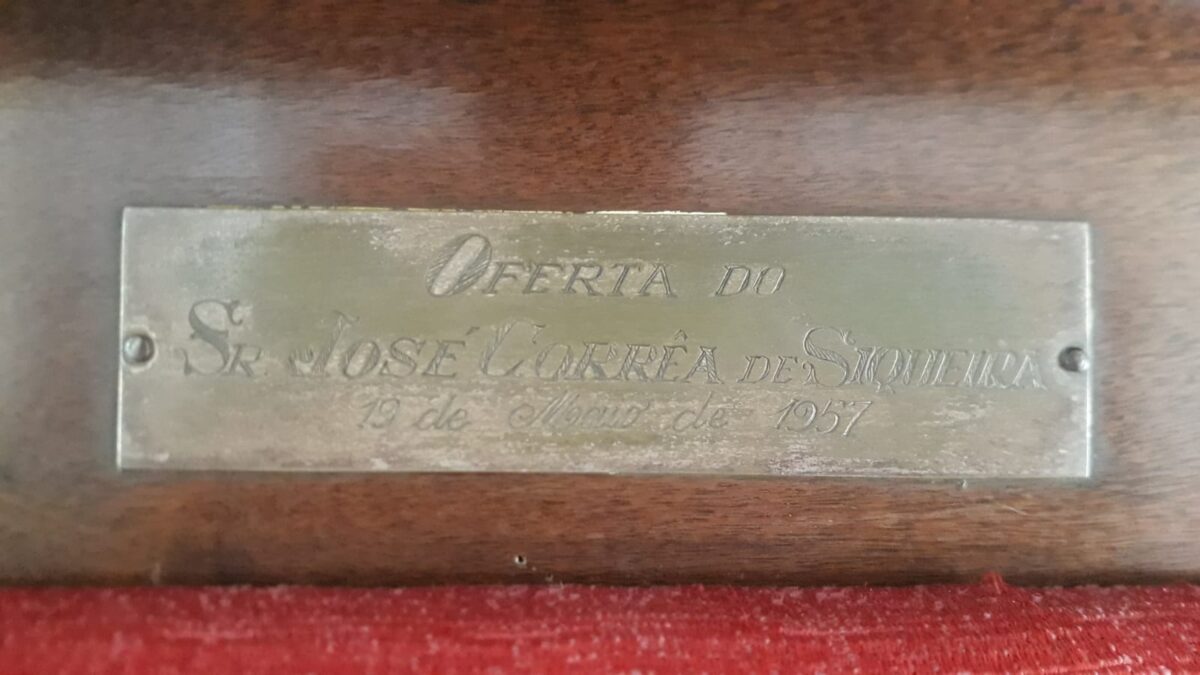 OFERTA DO
SR. JOSÉ CORRÊA DE SIQUEIRA
19 de Maio de 1957